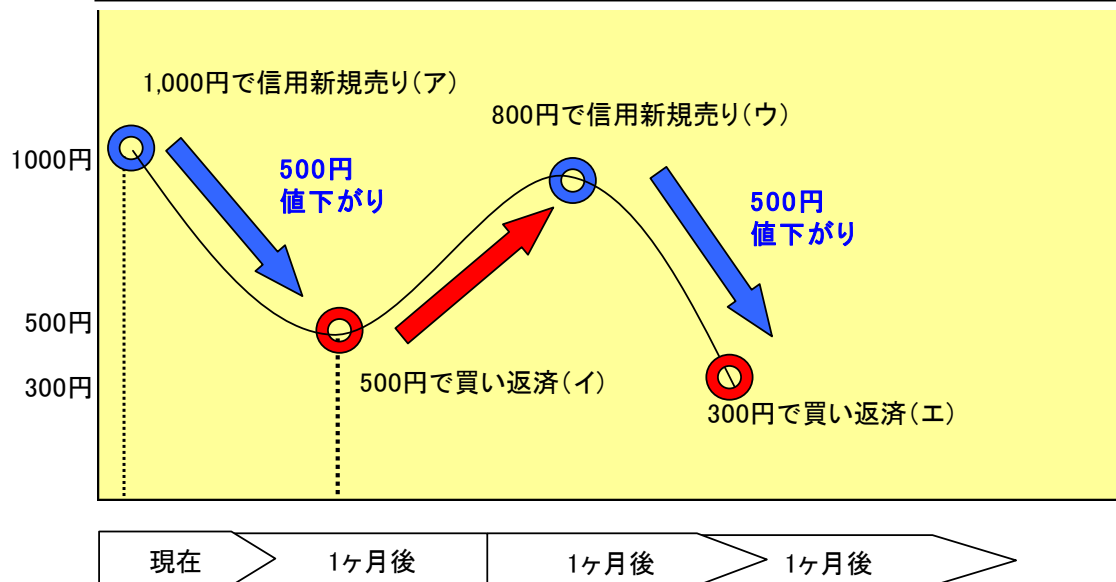 1,000円で信用新規売り(ア)
800円で信用新規売り(ウ)
1000円
500円
値下がり
500円
値下がり
500円
300円
500円で買い返済(イ)
300円で買い返済(エ)
現在
1ヶ月後
1ヶ月後
1ヶ月後